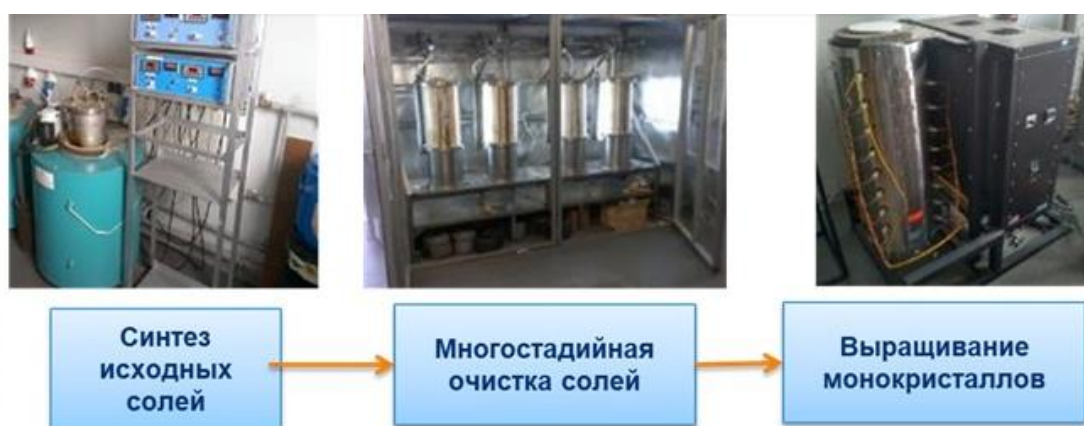 Синтез
исходных
солей
Многостадийная
очистка солей
Выращивание
монокристаллов